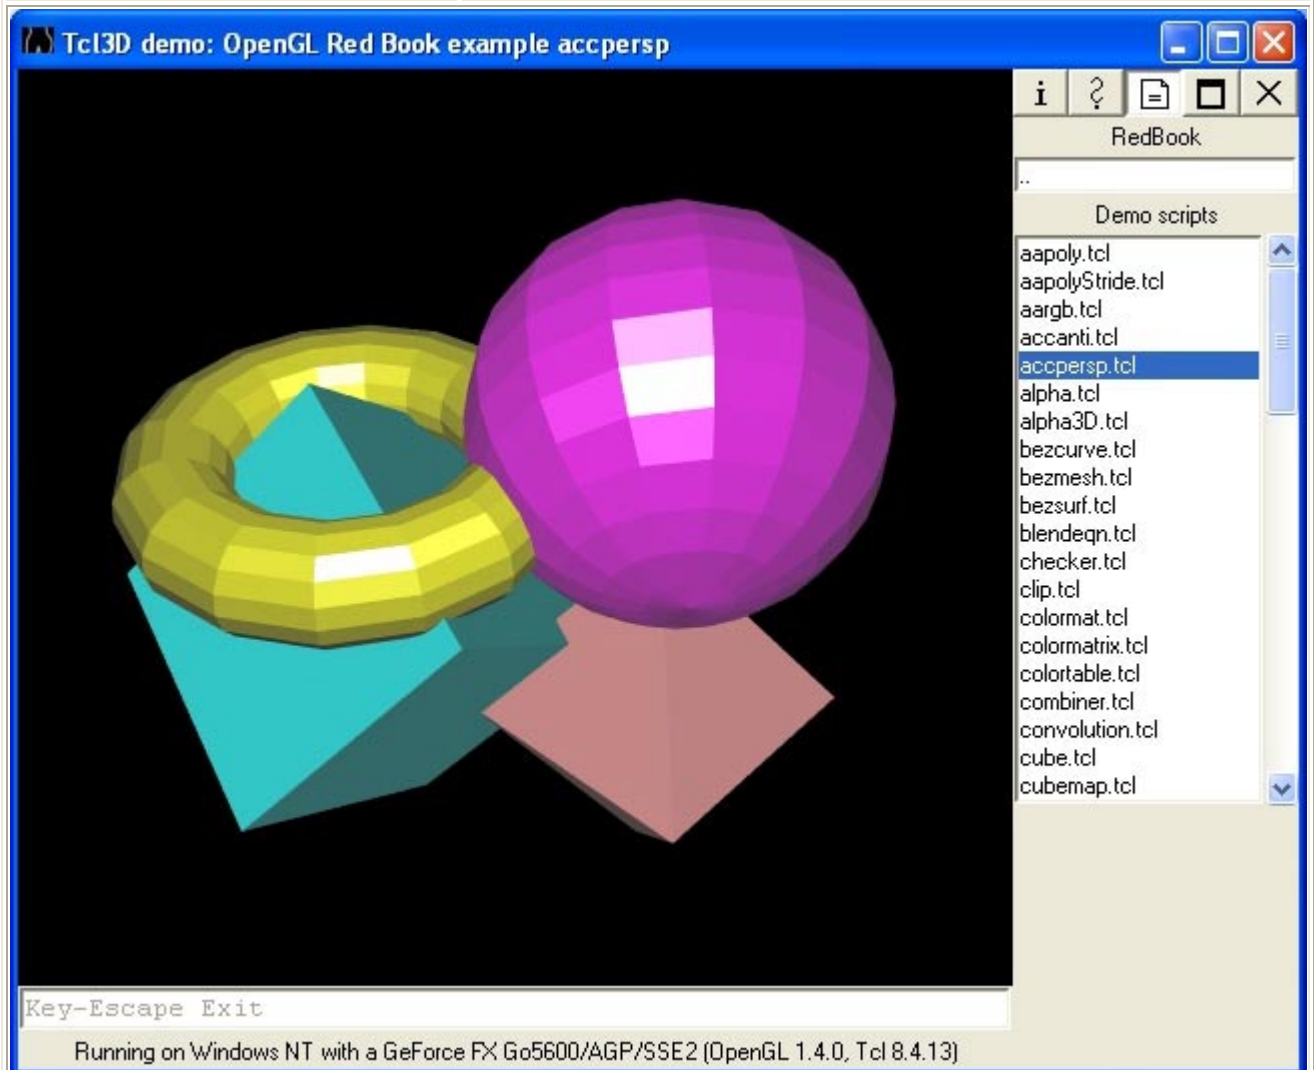 Tcl3D demo: OpenGL Red Book example accpersp
i ?
RedBook
..
Demo scripts
aapoly.tcl
aapolyStride.tcl
aargb.tcl
accanti.tcl
accpersp.tcl
alpha.tcl
alpha3D.tcl
bezcurve.tcl
bezmesh.tcl
bezsurf.tcl
blendeqn.tcl
checker.tcl
clip.tcl
colormat.tcl
colormatrix.tcl
colortable.tcl
combiner.tcl
convolution.tcl
cube.tcl
cubemap.tcl
Key-Escape Exit
Running on Windows NT with a GeForce FX Go5600/AGP/SSE2 (OpenGL 1.4.0, Tcl 8.4.13)